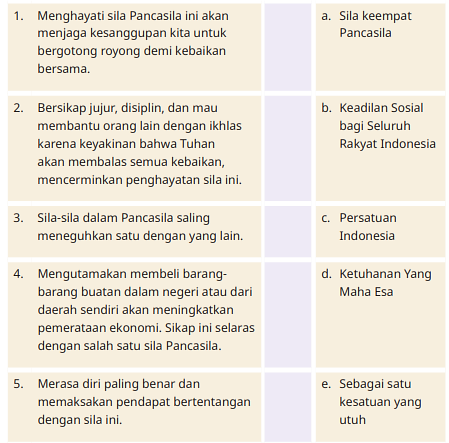 1. Menghayati sila Pancasila ini akan
menjaga kesanggupan kita untuk
bergotong royong demi kebaikan
bersama.
a. Sila keempat
Pancasila
2. Bersikap jujur, disiplin, dan mau
membantu orang lain dengan ikhlas
karena keyakinan bahwa Tuhan
akan membalas semua kebaikan,
mencerminkan penghayatan sila ini.
b. Keadilan Sosial
bagi Seluruh
Rakyat Indonesia
3. Sila-sila dalam Pancasila saling
meneguhkan satu dengan yang lain.
c. Persatuan
Indonesia
4. Mengutamakan membeli barang-
barang buatan dalam negeri atau dari
daerah sendiri akan meningkatkan
pemerataan ekonomi. Sikap ini selaras
dengan salah satu sila Pancasila.
d. Ketuhanan Yang
Maha Esa
5. Merasa diri paling benar dan
memaksakan pendapat bertentangan
dengan sila ini.
e. Sebagai satu
kesatuan yang
utuh